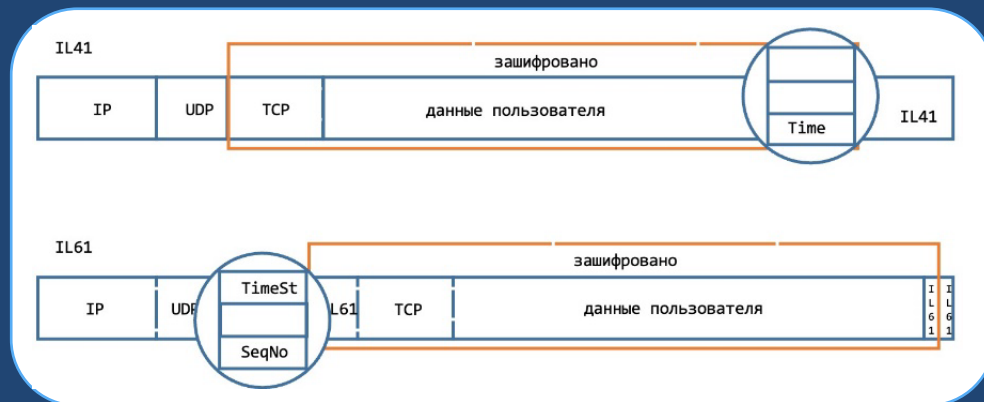 IL41
зашифровано
IP UDP TCP данные пользователя Time IL41
IL61
зашифровано
TimeSt
IP UDP L61 TCP данные пользователя IL61 IL61
SeqNo